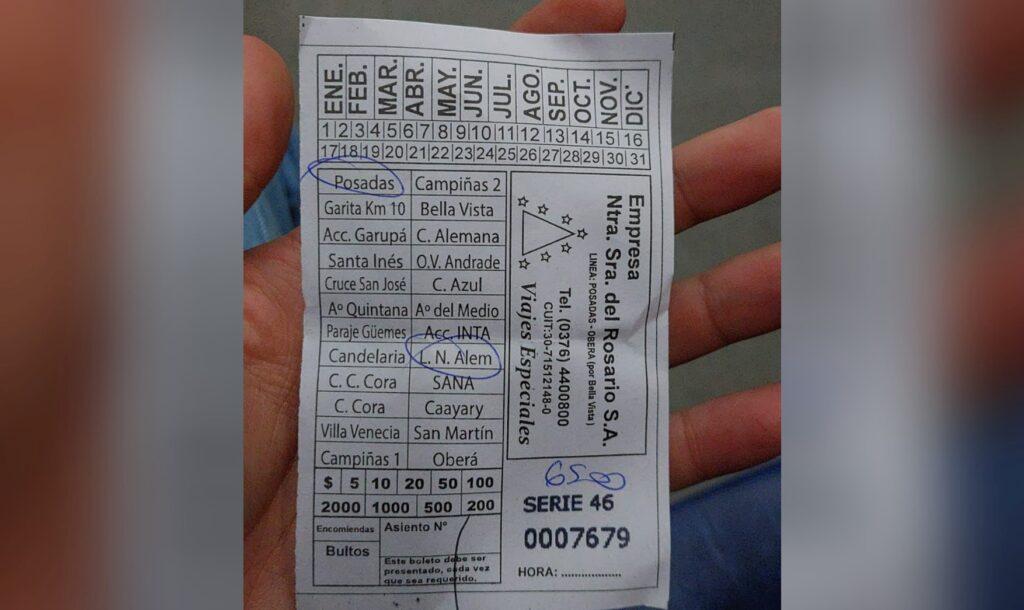 ENE. FEB. MAR. ABR. MAY. JUN. JUL. AGO. SEP. OCT. NOV. DIC.
1 2 3 4 5 6 7 8 9 10 11 12 13 14 15 16
17 18 19 20 21 22 23 24 25 26 27 28 29 30 31
Posadas Campiñas 2
Garita Km 10 Bella Vista
Acc. Garupá C. Alemana
Santa Inés O.V. Andrade
Cruce San José C. Azul
Aº Quintana Aº del Medio
Paraje Güemes Acc. INTA
Candelaria L. N. Alem
C. C. Cora SANA
C. Cora Caayary
Villa Venecia San Martín
Campiñas 1 Oberá
$ 5 10 20 50 100
2000 1000 500 200
Encomiendas
Bultos
Asiento Nº
Este boleto debe ser
presentado, cada vez
que sea requerido.
Empresa
Ntra. Sra. del Rosario S.A.
LINEA: POSADAS - OBERA (por Bella Vista)
Tel. (0376) 4400800
CUIT:30-71512148-0
Viajes Especiales
6500
SERIE 46
0007679
HORA: ..................